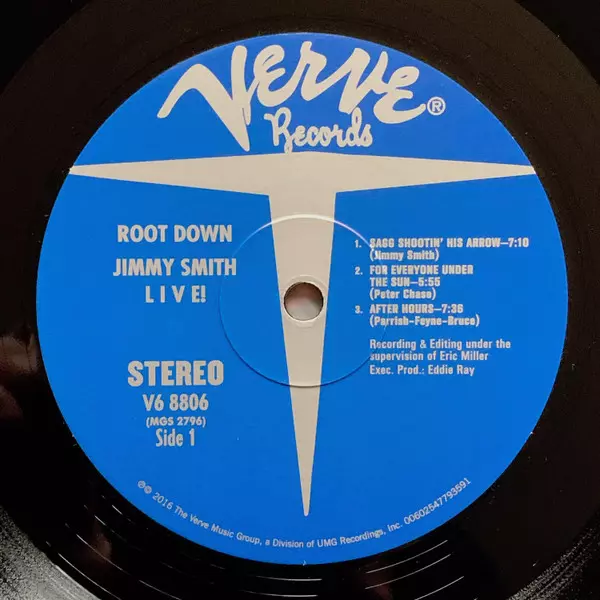 Verve®
Records
ROOT DOWN
JIMMY SMITH
LIVE!
STEREO
V6 8806
(MGS 2796)
Side 1
1. SAGG SHOOTIN' HIS ARROW—7:10
(Jimmy Smith)
2. FOR EVERYONE UNDER
THE SUN—5:55
(Peter Chase)
3. AFTER HOURS—7:36
(Parrish-Feyne-Bruce)
Recording & Editing under the
supervision of Eric Miller
Exec. Prod.: Eddie Ray
℗© 2016 The Verve Music Group, a Division of UMG Recordings, Inc. 00602547793591